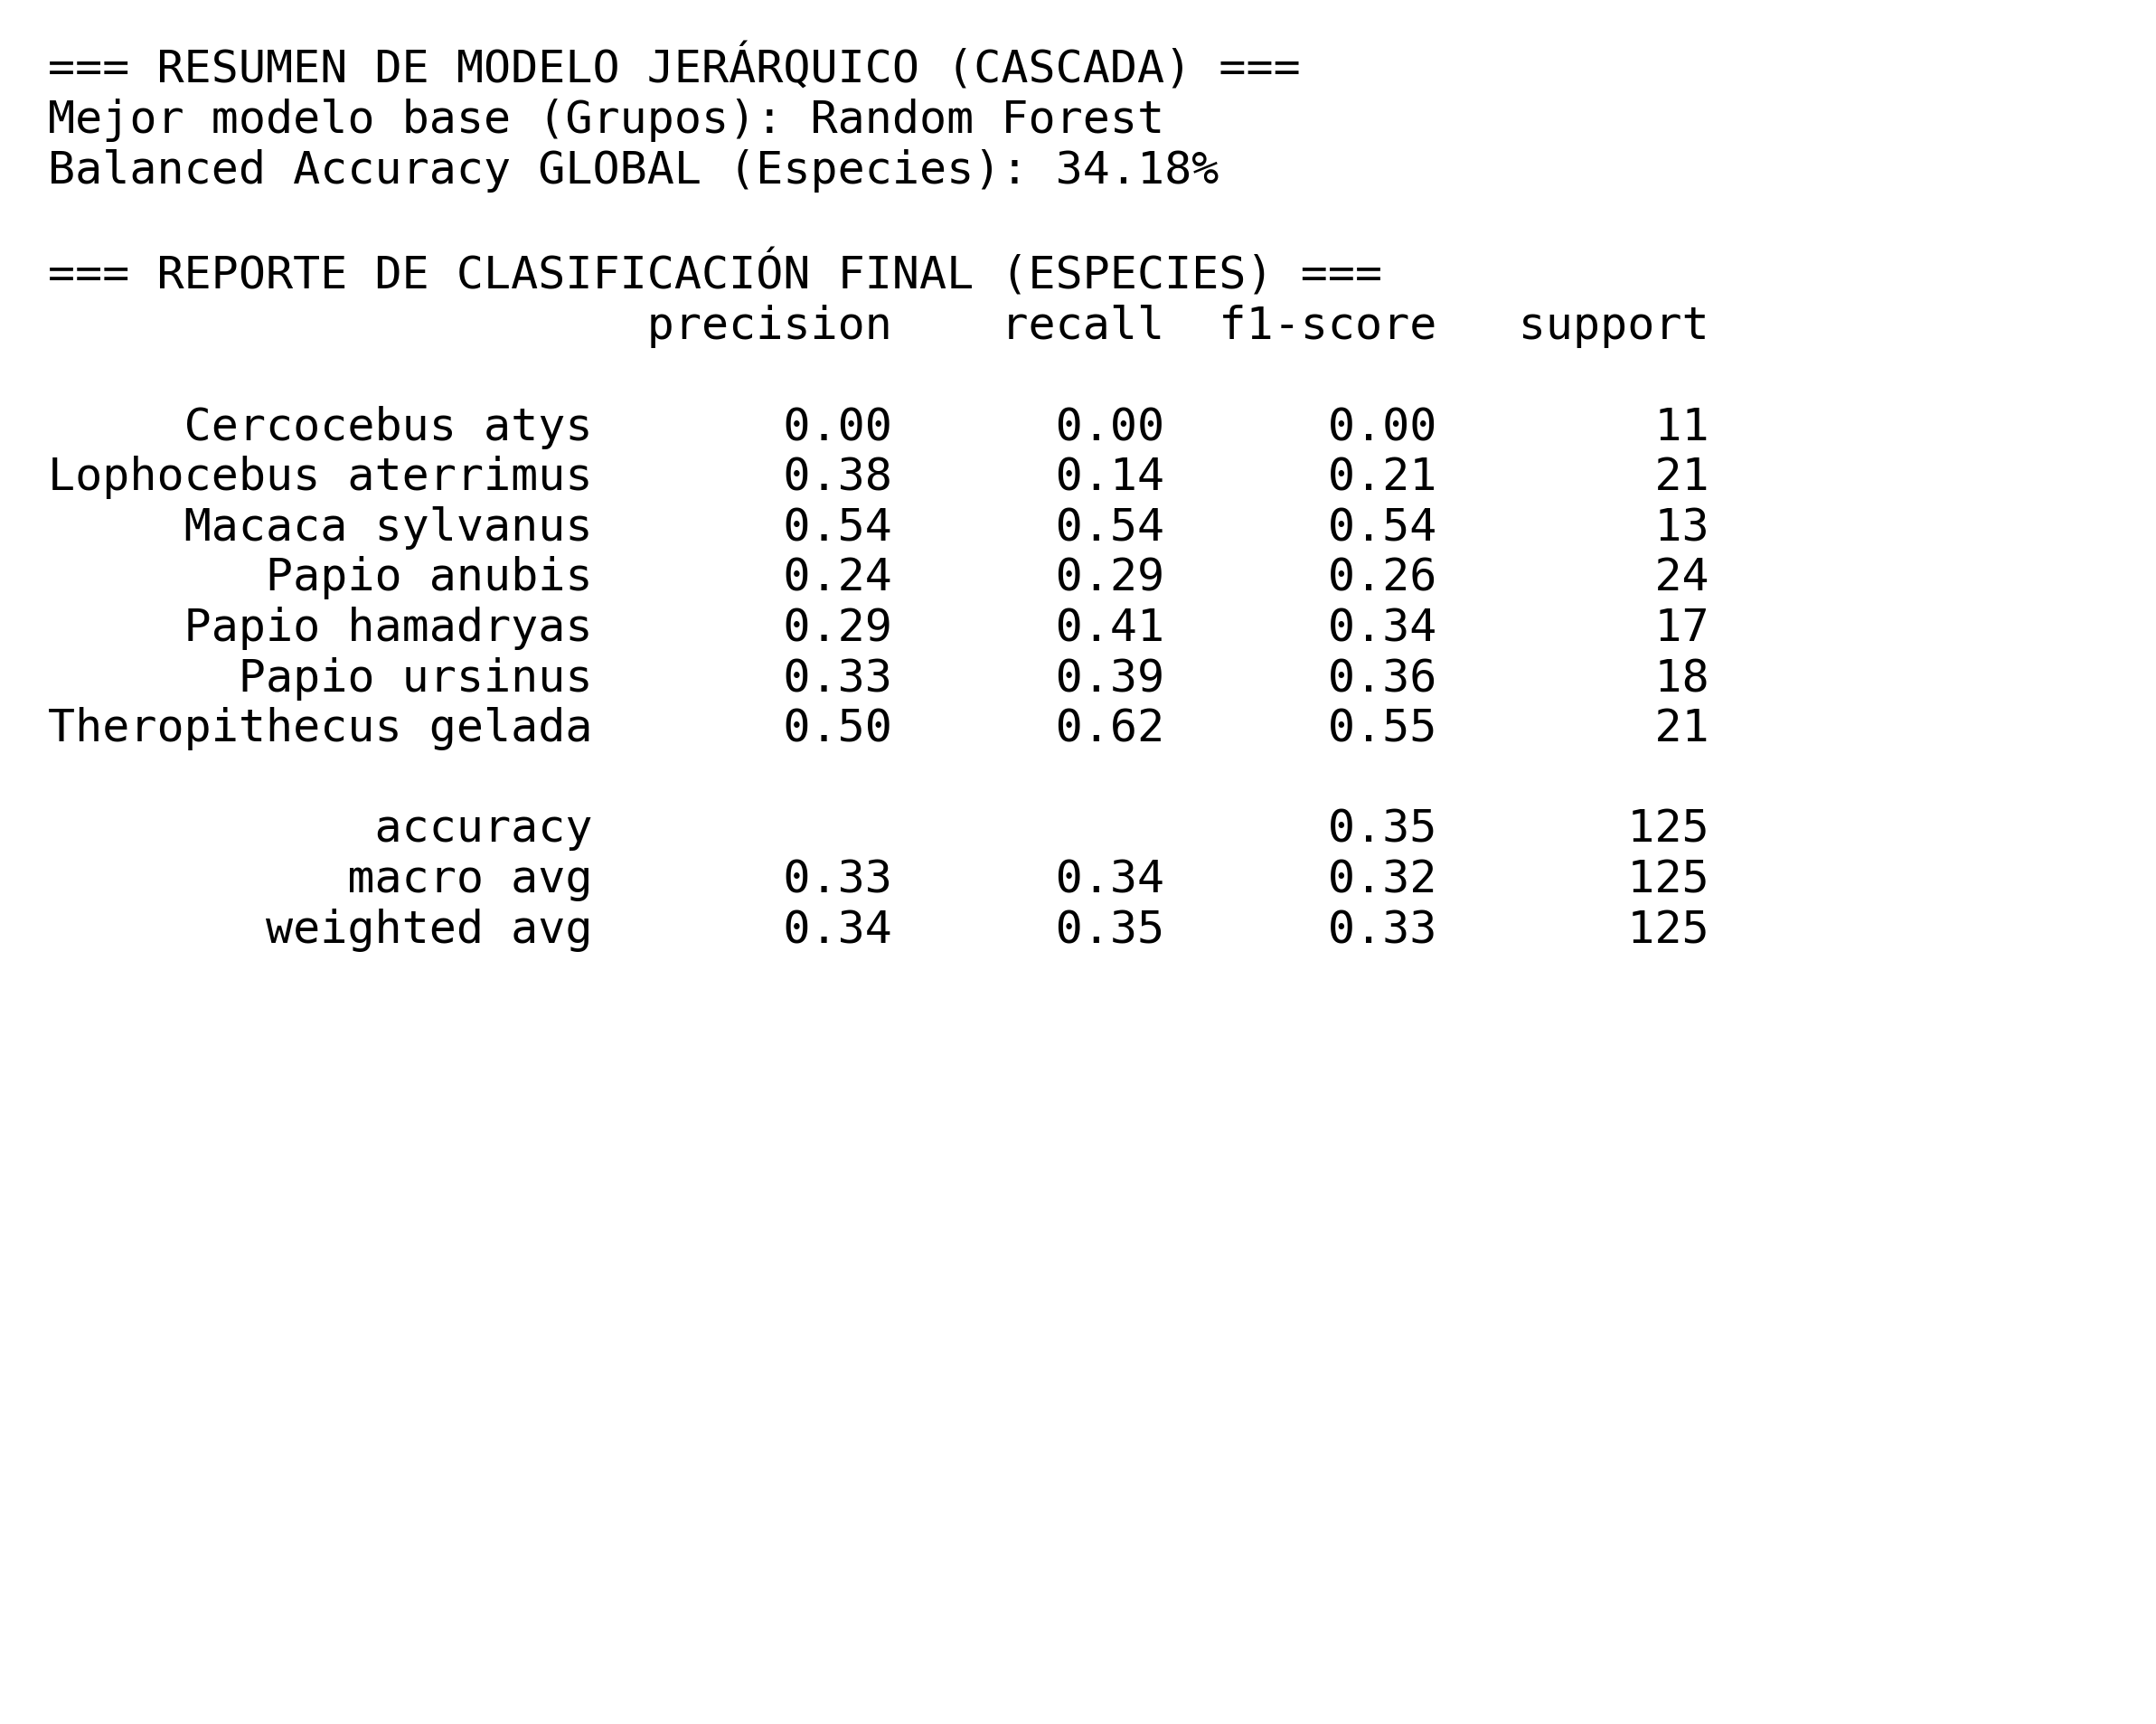 === RESUMEN DE MODELO JERÁRQUICO (CASCADA) ===
Mejor modelo base (Grupos): Random Forest
Balanced Accuracy GLOBAL (Especies): 34.18%

=== REPORTE DE CLASIFICACIÓN FINAL (ESPECIES) ===
                      precision    recall  f1-score   support

     Cercocebus atys       0.00      0.00      0.00        11
Lophocebus aterrimus       0.38      0.14      0.21        21
     Macaca sylvanus       0.54      0.54      0.54        13
        Papio anubis       0.24      0.29      0.26        24
     Papio hamadryas       0.29      0.41      0.34        17
       Papio ursinus       0.33      0.39      0.36        18
Theropithecus gelada       0.50      0.62      0.55        21

            accuracy                           0.35       125
           macro avg       0.33      0.34      0.32       125
        weighted avg       0.34      0.35      0.33       125